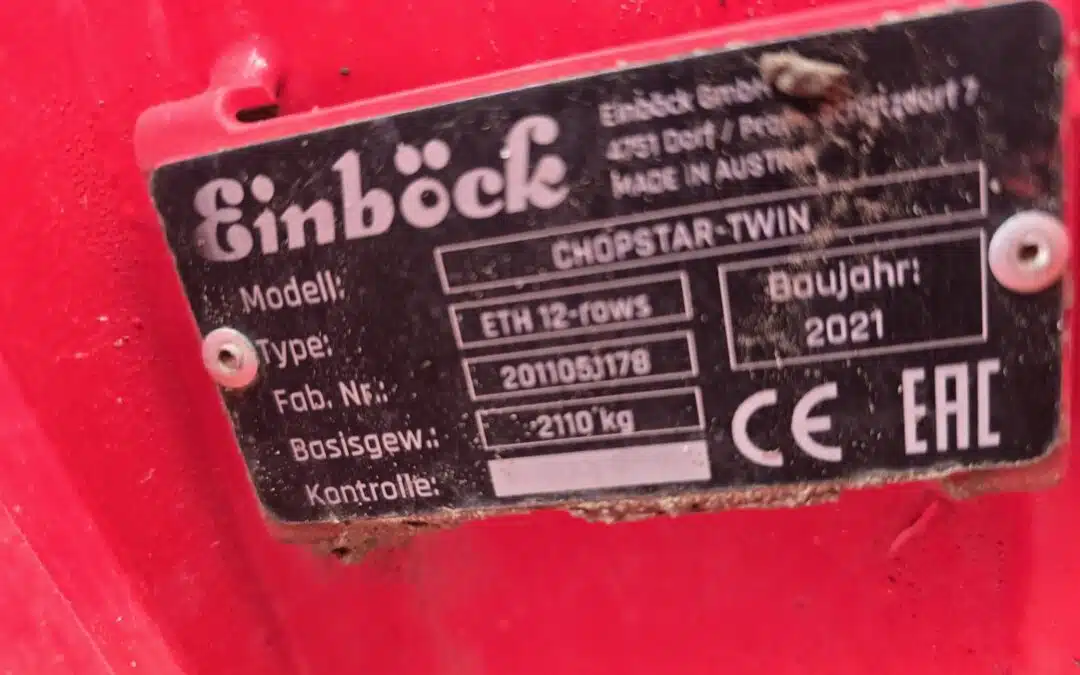 Einböck
Einböck GmbH
4751 Dorf / Pram
MADE IN AUSTRIA
Modell: CHOPSTAR-TWIN
Type: ETH 12-rows
Baujahr:
2021
Fab. Nr.: 201105J178
Basisgew.: 2110 kg
Kontrolle:
CE EAC